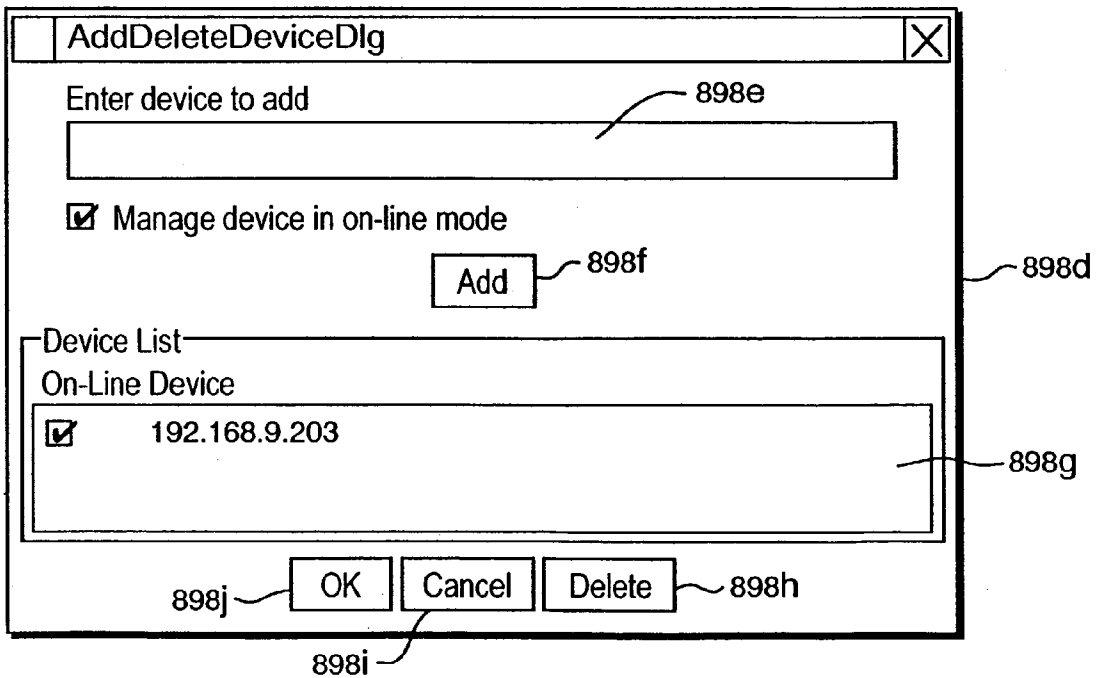 AddDeleteDeviceDlg
Enter device to add
898e
Manage device in on-line mode
Add
898f
898d
Device List
On-Line Device
192.168.9.203
898g
898j
OK
Cancel
Delete
898h
898i